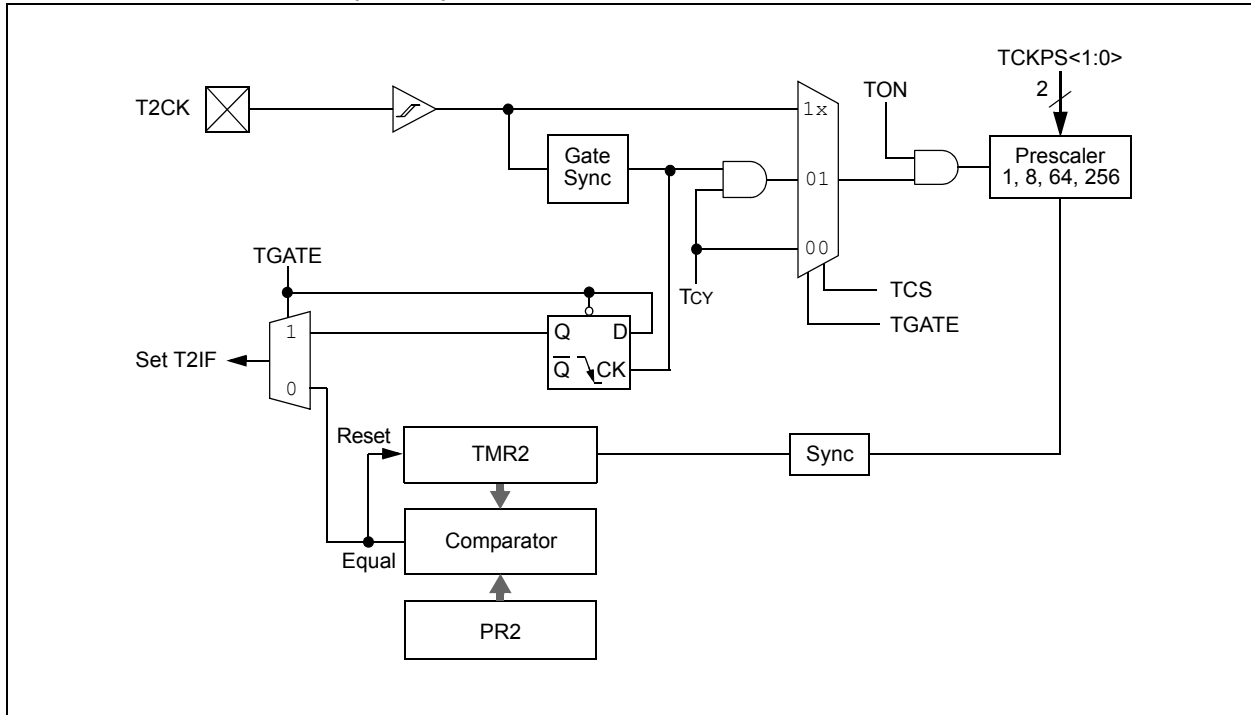 TCKPS<1:0>
2
T2CK
1x
TON
Gate
Sync
Prescaler
1, 8, 64, 256
01
00
TGATE
TCY
TCS
TGATE
1
Q
D
Set T2IF
Q
CK
0
Reset
TMR2
Sync
Comparator
Equal
PR2